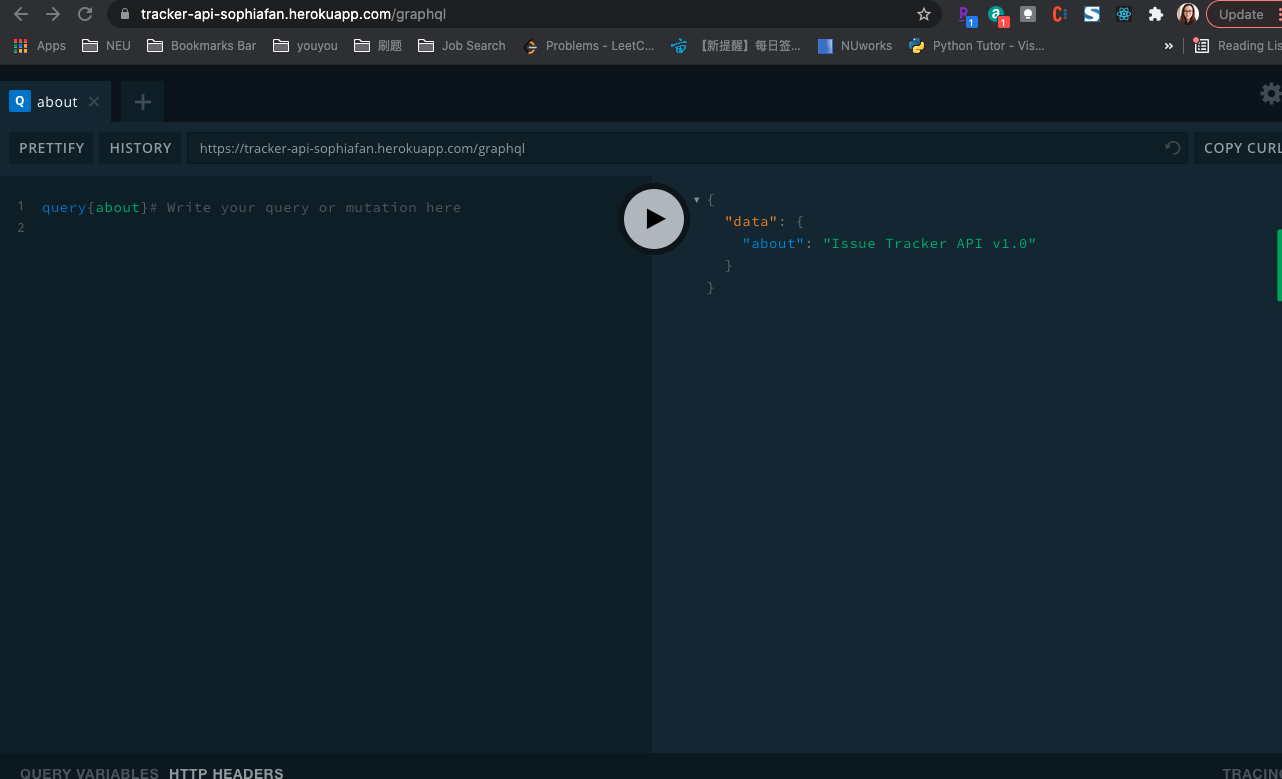 tracker-api-sophiafan.herokuapp.com/graphql
1
1
Update
Apps NEU Bookmarks Bar youyou 刷题 Job Search Problems - LeetC... 【新提醒】每日签... NUworks Python Tutor - Vis... » Reading Lis
Q about
PRETTIFY HISTORY https://tracker-api-sophiafan.herokuapp.com/graphql COPY CURL
1 query{about}# Write your query or mutation here
2
{
"data": {
"about": "Issue Tracker API v1.0"
}
}
QUERY VARIABLES HTTP HEADERS TRACING